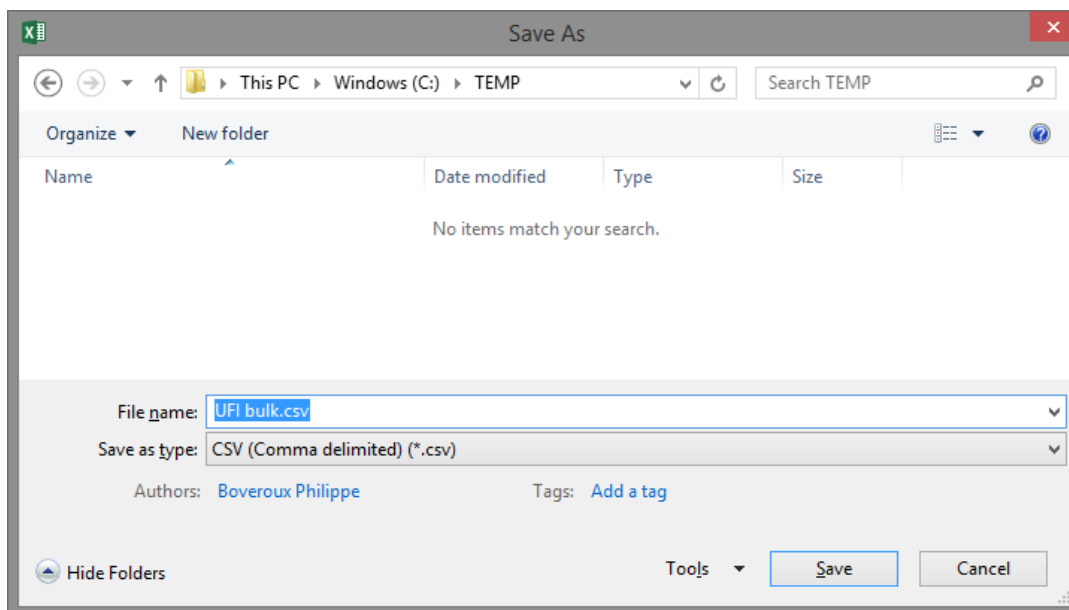 Save As
This PC Windows (C:) TEMP Search TEMP
Organize New folder
Name Date modified Type Size
No items match your search.
File name: UFI bulk.csv
Save as type: CSV (Comma delimited) (*.csv)
Authors: Boveroux Philippe Tags: Add a tag
Hide Folders Tools Save Cancel